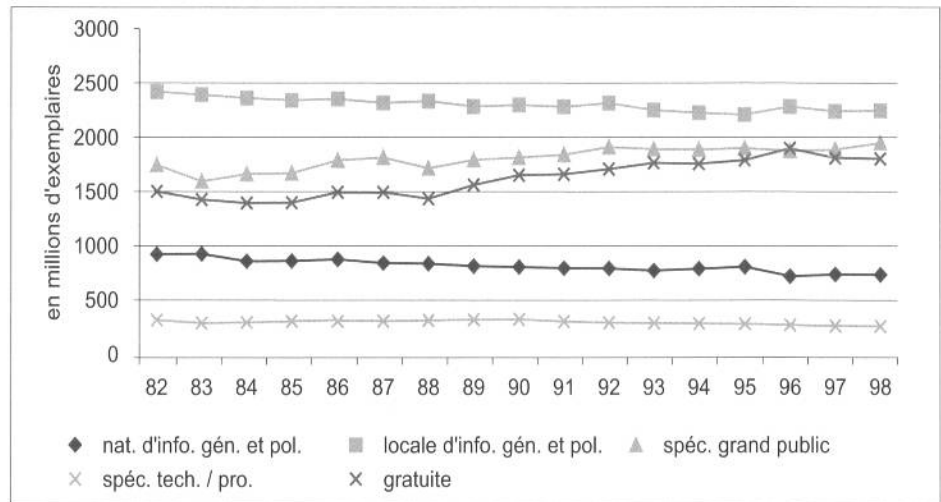 3000
2500
2000
1500
1000
500
0
en millions d'exemplaires
82 83 84 85 86 87 88 89 90 91 92 93 94 95 96 97 98
nat. d'info. gén. et pol. locale d'info. gén. et pol. spéc. grand public
spéc. tech. / pro. gratuite